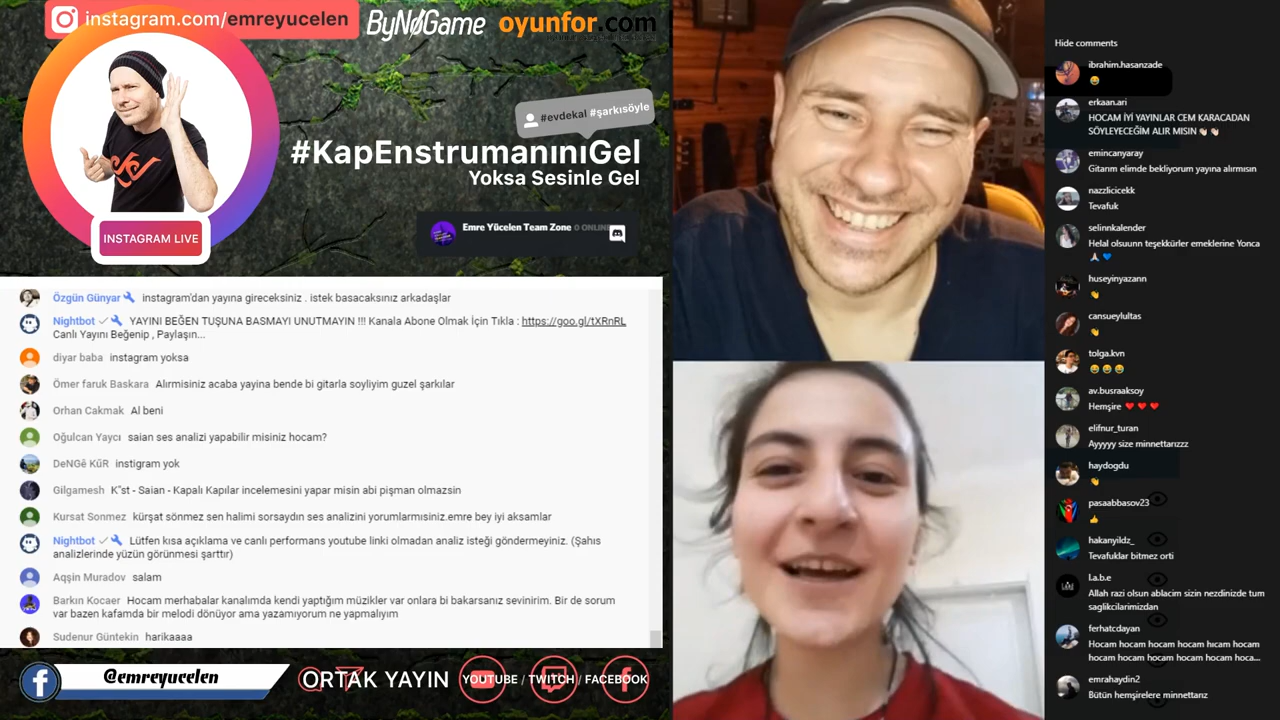 instagram.com/emreyucelen
ByNoGame
oyunfor.com
#evdekal #şarkısöyle
#KapEnstrumanınıGel
Yoksa Sesinle Gel
INSTAGRAM LIVE
Emre Yücelen Team Zone 0 ONLINE
Özgün Günyar instagram'dan yayına gireceksiniz . istek basacaksınız arkadaşlar
Nightbot YAYINI BEĞEN TUŞUNA BASMAYI UNUTMAYIN !!! Kanala Abone Olmak İçin Tıkla : https://goo.gl/tXRnRL
Canlı Yayını Beğenip , Paylaşın...
diyar baba instagram yoksa
Ömer faruk Baskara Alırmisiniz acaba yayina bende bi gitarla soyliyim guzel şarkılar
Orhan Cakmak Al beni
Oğulcan Yaycı saian ses analizi yapabilir misiniz hocam?
DeNGê KûR instigram yok
Gilgamesh K"st - Saian - Kapalı Kapılar incelemesini yapar misin abi pişman olmazsin
Kursat Sonmez kürşat sönmez sen halimi sorsaydın ses analizini yorumlarmısiniz.emre bey iyi aksamlar
Nightbot Lütfen kısa açıklama ve canlı performans youtube linki olmadan analiz isteği göndermeyiniz. (Şahıs
analizlerinde yüzün görünmesi şarttır)
Aqşin Muradov salam
Barkın Kocaer Hocam merhabalar kanalımda kendi yaptığım müzikler var onlara bi bakarsanız sevinirim. Bir de sorum
var bazen kafamda bir melodi dönüyor ama yazamıyorum ne yapmalıyım
Sudenur Güntekin harikaaaa
@emreyucelen
ORTAK YAYIN
YOUTUBE / TWITCH / FACEBOOK
Hide comments
ibrahim.hasanzade
😂
erkaan.ari
HOCAM İYİ YAYINLAR CEM KARACADAN
SÖYLEYECEĞİM ALIR MISIN 👏🏻 👏🏻
emincanyaray
Gitarım elimde bekliyorum yayına alırmısın
nazzlicicekk
Tevafuk
selinnkalender
Helal olsuunn teşekkürler emeklerine Yonca
🙏 💙
huseyinyazann
👏
cansueylultas
👏
tolga.kvn
😂 😂 😂
av.busraaksoy
Hemşire ❤️ ❤️ ❤️
elifnur_turan
Ayyyyy size minnettarızzz
haydogdu
👏
pasaabbasov23
👍
hakanyildz_
Tevafuklar bitmez orti
l.a.b.e
Allah razi olsun ablacim sizin nezdinizde tum
saglikcilarimizdan
ferhatcdayan
Hocam hocam hocam hocam hıcam hocam
hocam hocam hocam hocam hocam hoca...
emrahaydin2
Bütün hemşirelere minnettarız